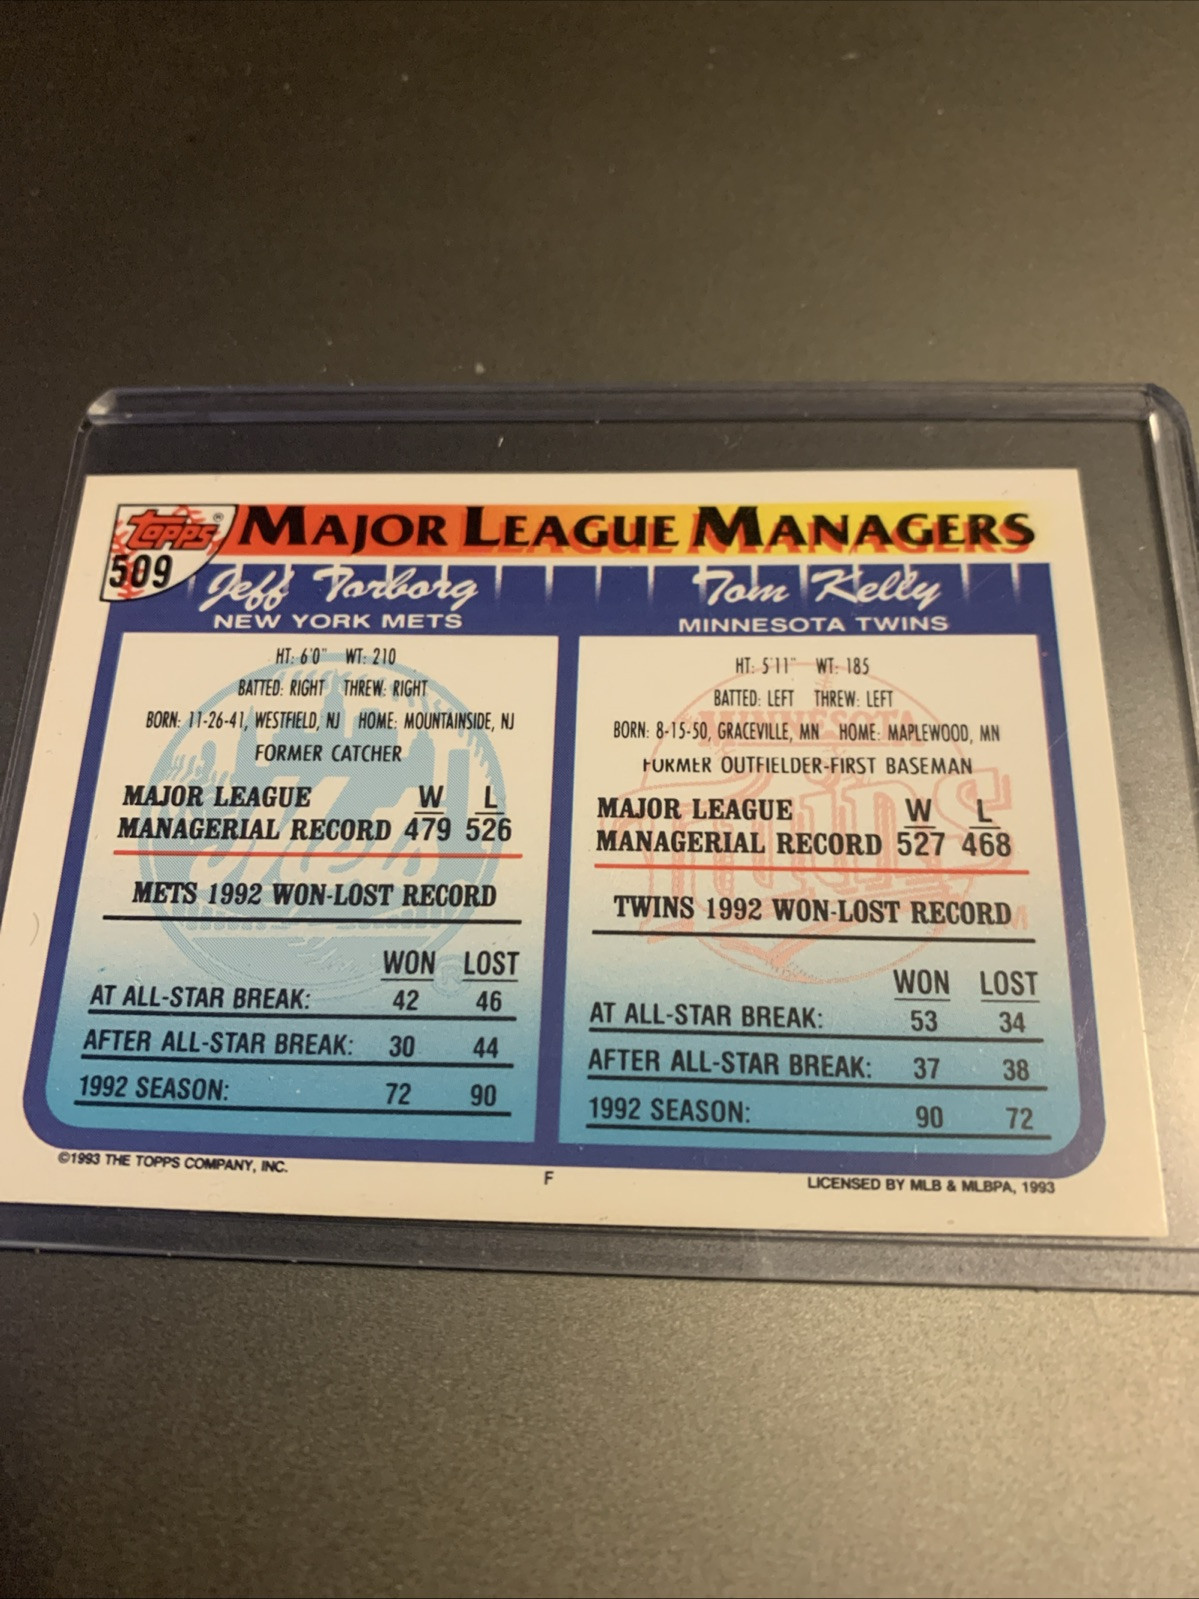 Topps® MAJOR LEAGUE MANAGERS
509
Jeff Torborg
NEW YORK METS
HT: 6'0" WT: 210
BATTED: RIGHT THREW: RIGHT
BORN: 11-26-41, WESTFIELD, NJ HOME: MOUNTAINSIDE, NJ
FORMER CATCHER
MAJOR LEAGUE W L
MANAGERIAL RECORD 479 526
METS 1992 WON-LOST RECORD
WON LOST
AT ALL-STAR BREAK: 42 46
AFTER ALL-STAR BREAK: 30 44
1992 SEASON: 72 90
Tom Kelly
MINNESOTA TWINS
HT: 5'11" WT: 185
BATTED: LEFT THREW: LEFT
BORN: 8-15-50, GRACEVILLE, MN HOME: MAPLEWOOD, MN
FORMER OUTFIELDER-FIRST BASEMAN
MAJOR LEAGUE W L
MANAGERIAL RECORD 527 468
TWINS 1992 WON-LOST RECORD
WON LOST
AT ALL-STAR BREAK: 53 34
AFTER ALL-STAR BREAK: 37 38
1992 SEASON: 90 72
MINNESOTA
Twins
TM
Mets
©1993 THE TOPPS COMPANY, INC.
F
LICENSED BY MLB & MLBPA, 1993